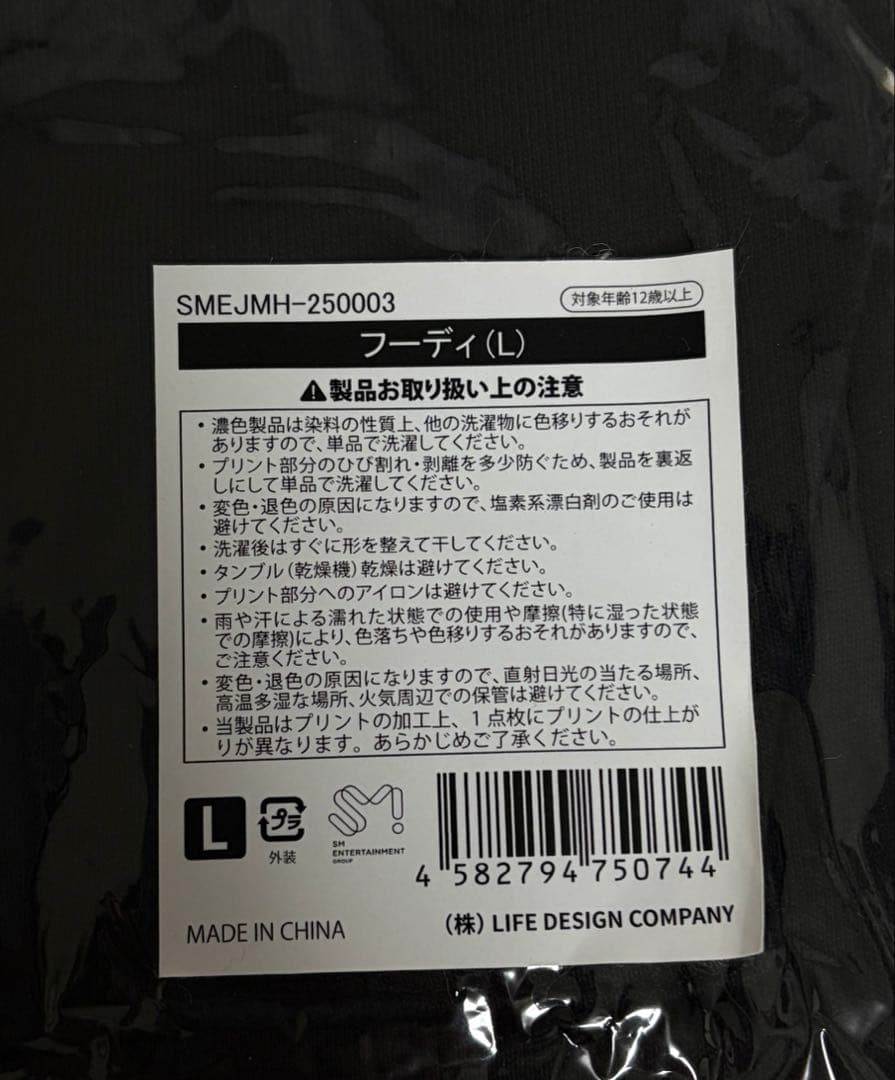 SMEJMH-250003
対象年齢12歳以上
フーディ(L)
製品お取り扱い上の注意
・濃色製品は染料の性質上、他の洗濯物に色移りするおそれが
ありますので、単品で洗濯してください。
・プリント部分のひび割れ・剥離を多少防ぐため、製品を裏返
しにして単品で洗濯してください。
・変色・退色の原因になりますので、塩素系漂白剤のご使用は
避けてください。
・洗濯後はすぐに形を整えて干してください。
・タンブル(乾燥機)乾燥は避けてください。
・プリント部分へのアイロンは避けてください。
・雨や汗による濡れた状態での使用や摩擦(特に湿った状態
での摩擦)により、色落ちや色移りするおそれがありますので、
ご注意ください。
・変色・退色の原因になりますので、直射日光の当たる場所、
高温多湿な場所、火気周辺での保管は避けてください。
・当製品はプリントの加工上、1点枚にプリントの仕上が
りが異なります。あらかじめご了承ください。
L
プラ
外装
SM!
SM
ENTERTAINMENT
GROUP
4 582794 750744
MADE IN CHINA
(株) LIFE DESIGN COMPANY